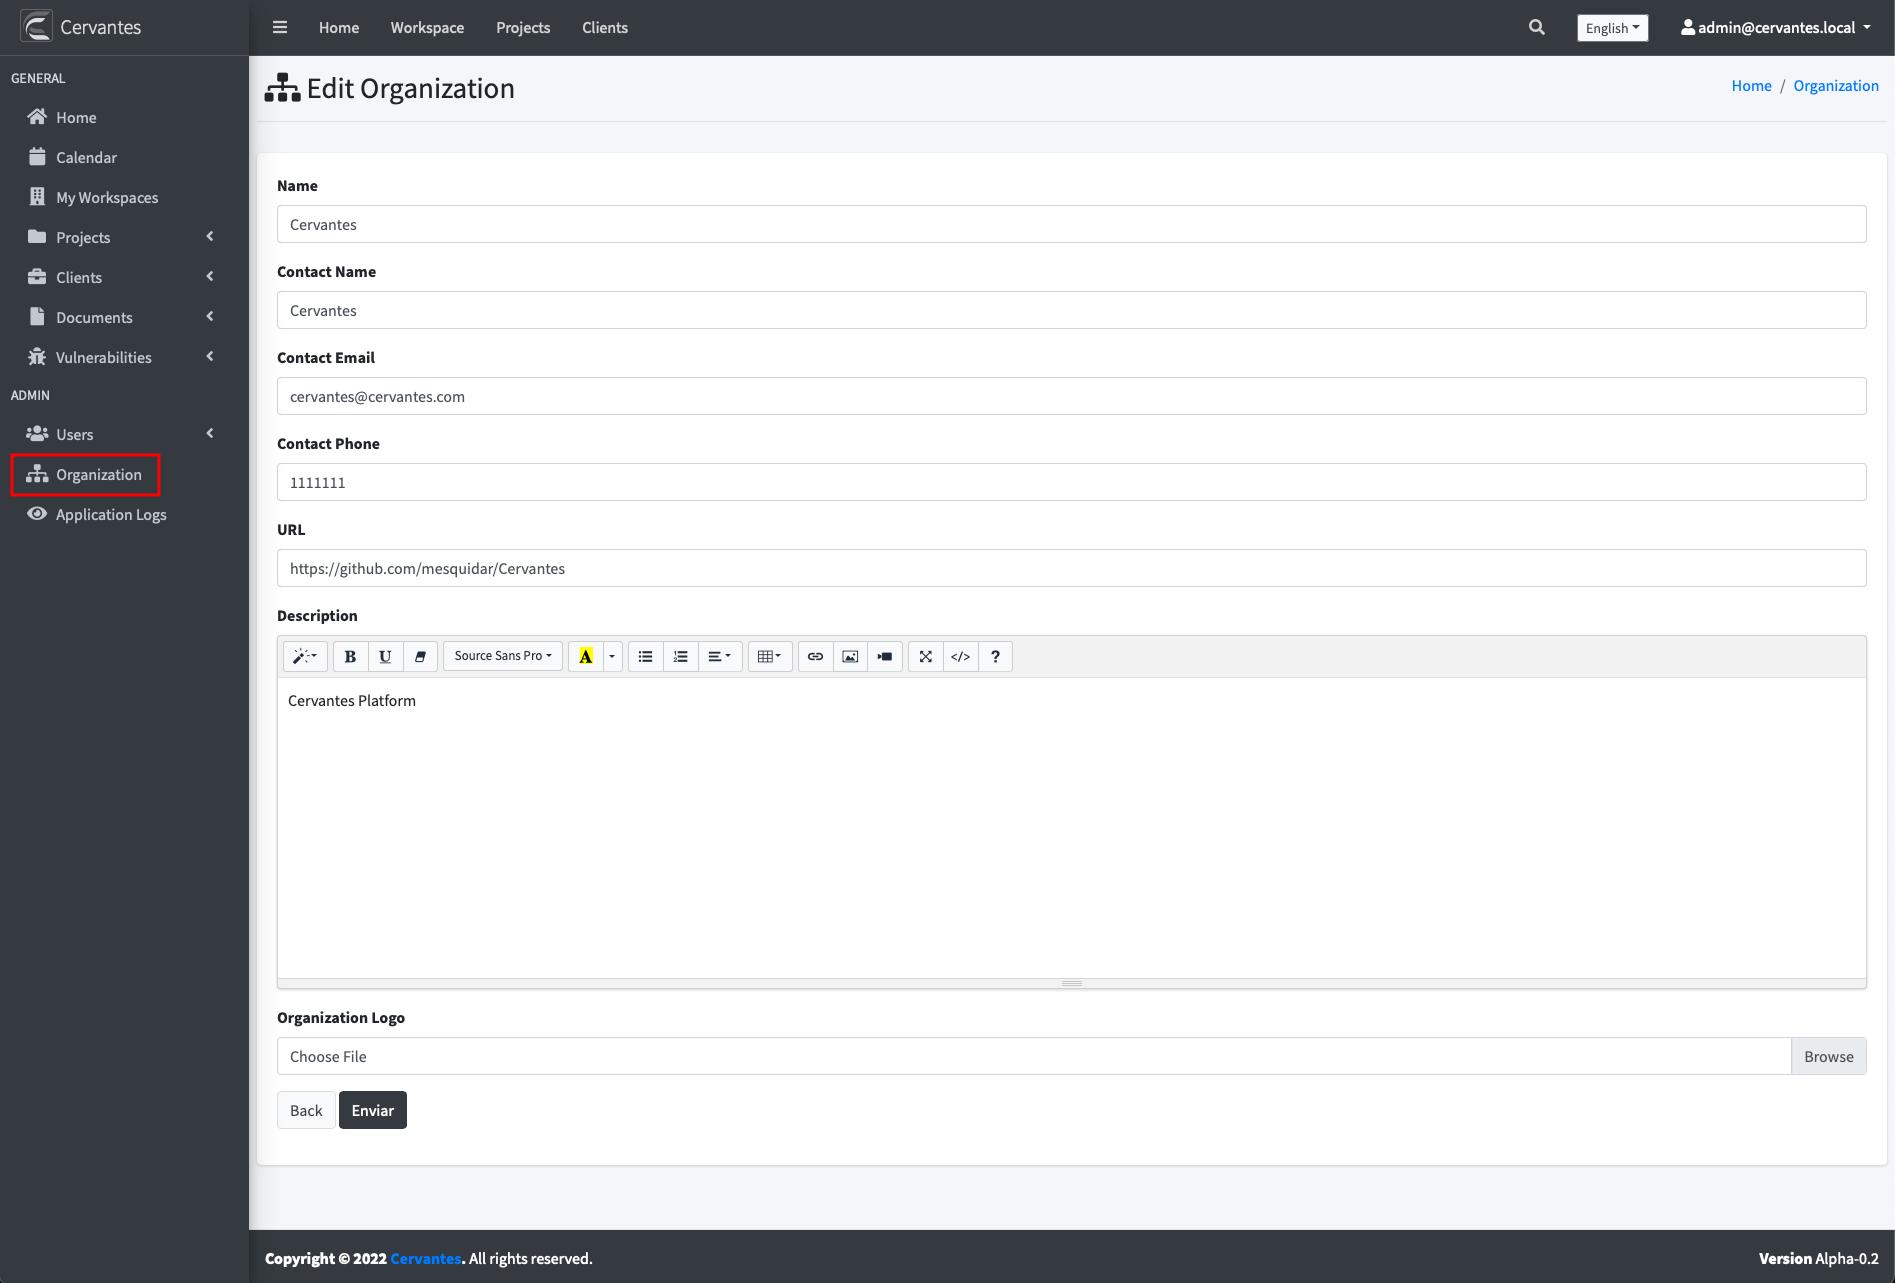 Cervantes
Home
Workspace
Projects
Clients
English
admin@cervantes.local
GENERAL
Home
Calendar
My Workspaces
Projects
Clients
Documents
Vulnerabilities
ADMIN
Users
Organization
Application Logs
Edit Organization
Home / Organization
Name
Cervantes
Contact Name
Cervantes
Contact Email
cervantes@cervantes.com
Contact Phone
1111111
URL
https://github.com/mesquidar/Cervantes
Description
B U Source Sans Pro A </> ?
Cervantes Platform
Organization Logo
Choose File
Browse
Back
Enviar
Copyright © 2022 Cervantes. All rights reserved.
Version Alpha-0.2